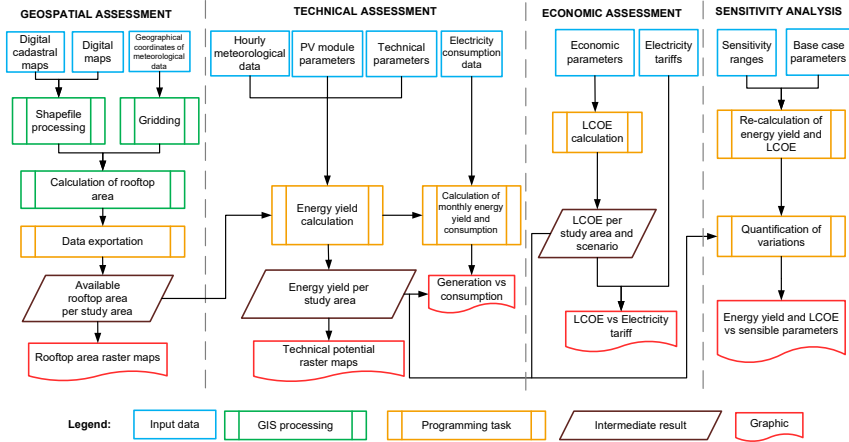 GEOSPATIAL ASSESSMENT
Digital
cadastral
maps
Digital
maps
Geographical
coordinates of
meteorological
data
Shapefile
processing
Gridding
Calculation of rooftop
area
Data exportation
Available
rooftop area
per study area
Rooftop area raster maps
TECHNICAL ASSESSMENT
Hourly
meteorological
data
PV module
parameters
Technical
parameters
Electricity
consumption
data
Energy yield
calculation
Calculation of
monthly energy
yield and
consumption
Energy yield per
study area
Generation vs
consumption
Technical potential
raster maps
ECONOMIC ASSESSMENT
Economic
parameters
Electricity
tariffs
LCOE
calculation
LCOE per
study area and
scenario
LCOE vs Electricity
tariff
SENSITIVITY ANALYSIS
Sensitivity
ranges
Base case
parameters
Re-calculation of
energy yield and
LCOE
Quantification of
variations
Energy yield and LCOE
vs sensible parameters
Legend:
Input data
GIS processing
Programming task
Intermediate result
Graphic